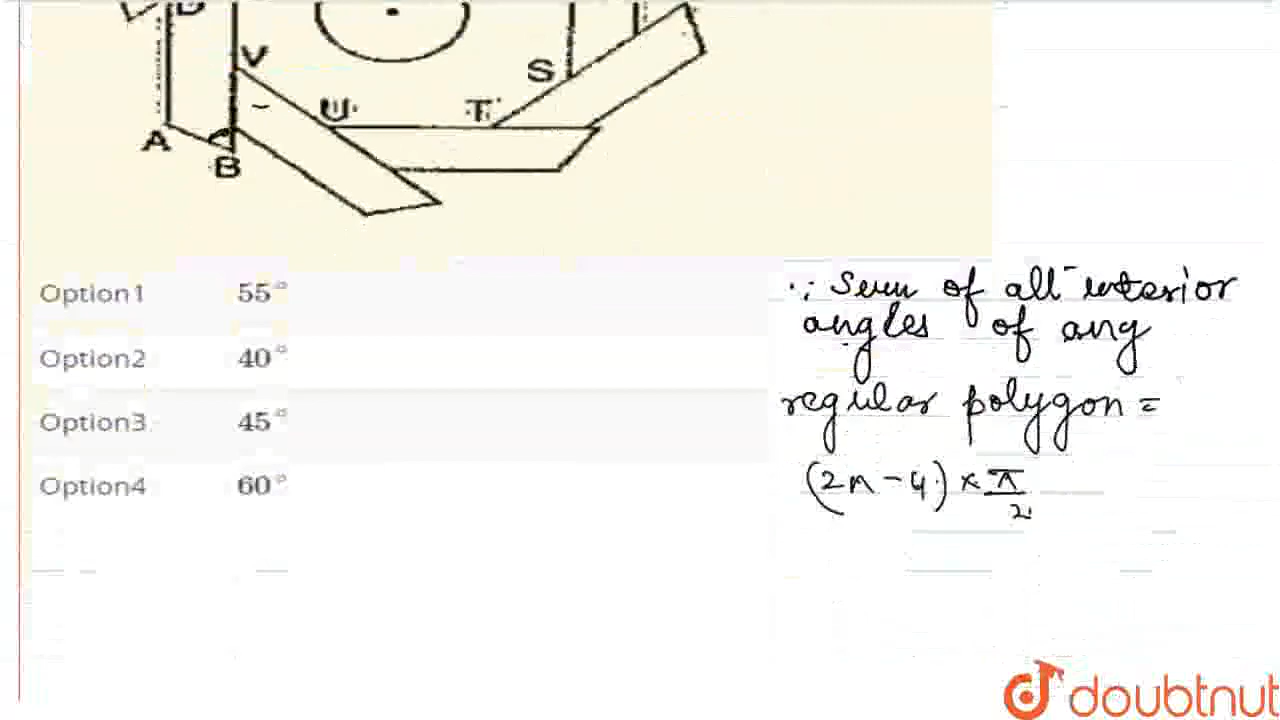 D
V
S
U
T
A
B
Option1 55°
Option2 40°
Option3 45°
Option4 60°
∵ Sum of all interior
angles of any
regular polygon =
(2n-4) × π/2
doubtnut